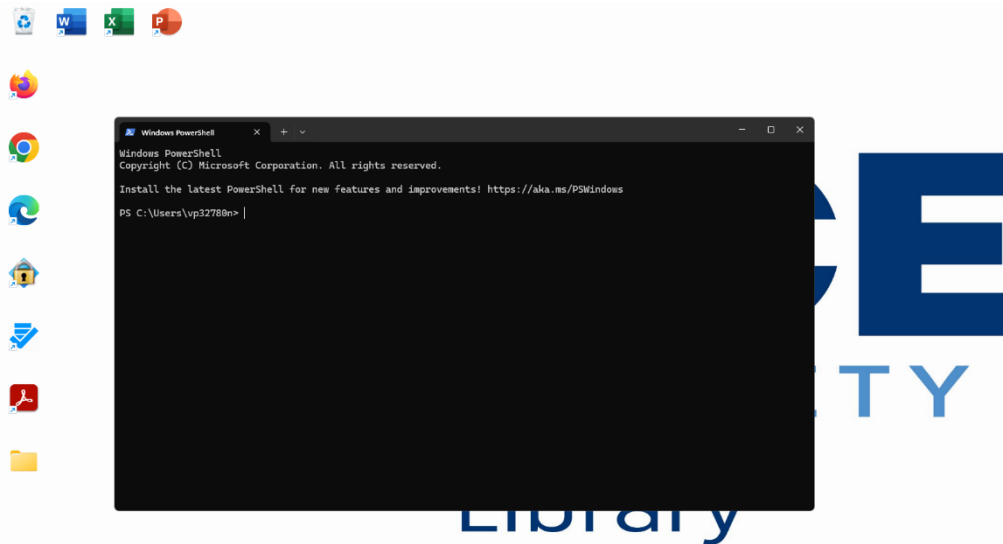 Windows PowerShell
Windows PowerShell
Copyright (C) Microsoft Corporation. All rights reserved.
Install the latest PowerShell for new features and improvements! https://aka.ms/PSWindows
PS C:\Users\vp32780n>
CE
TY
Library